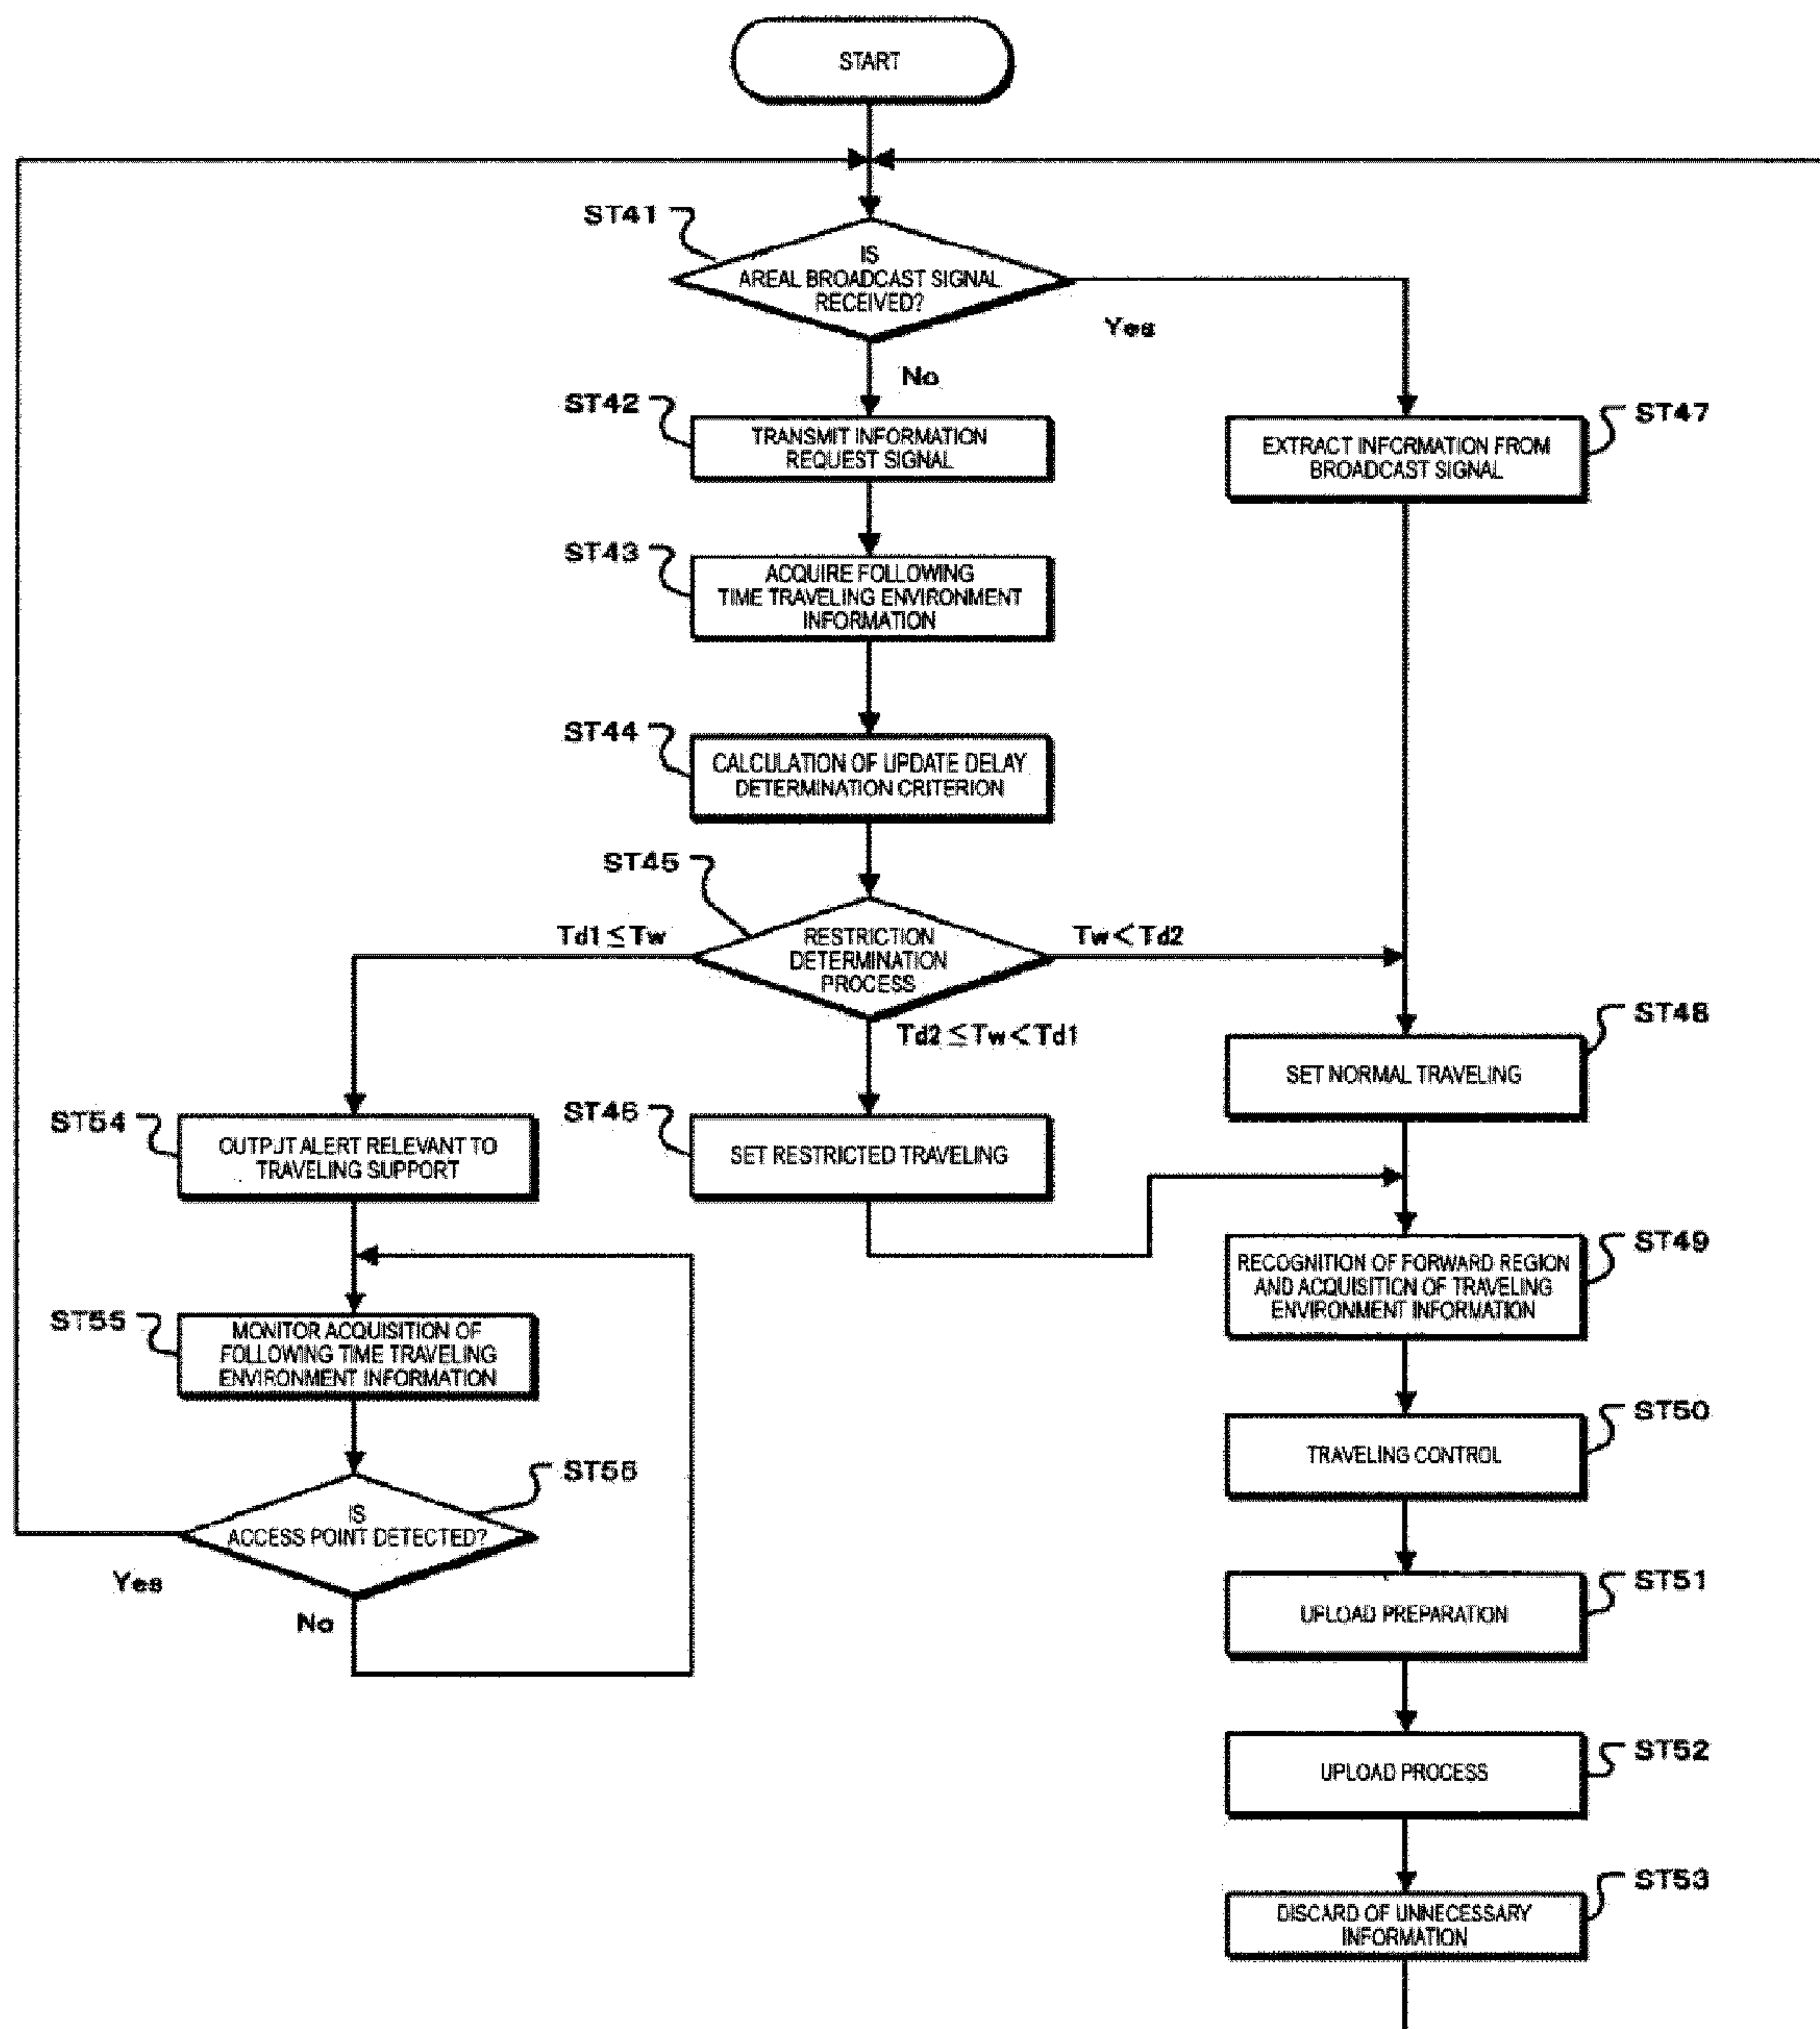 START
ST41
IS
AREAL BROADCAST SIGNAL
RECEIVED?
Yes
No
ST42
TRANSMIT INFORMATION
REQUEST SIGNAL
ST47
EXTRACT INFORMATION FROM
BROADCAST SIGNAL
ST43
ACQUIRE FOLLOWING
TIME TRAVELING ENVIRONMENT
INFORMATION
ST44
CALCULATION OF UPDATE DELAY
DETERMINATION CRITERION
ST45
Td1≦Tw
RESTRICTION
DETERMINATION
PROCESS
Tw<Td2
Td2≦Tw<Td1
ST48
SET NORMAL TRAVELING
ST54
OUTPUT ALERT RELEVANT TO
TRAVELING SUPPORT
ST46
SET RESTRICTED TRAVELING
ST49
RECOGNITION OF FORWARD REGION
AND ACQUISITION OF TRAVELING
ENVIRONMENT INFORMATION
ST55
MONITOR ACQUISITION OF
FOLLOWING TIME TRAVELING
ENVIRONMENT INFORMATION
ST50
TRAVELING CONTROL
ST56
IS
ACCESS POINT DETECTED?
Yes
No
ST51
UPLOAD PREPARATION
ST52
UPLOAD PROCESS
ST53
DISCARD OF UNNECESSARY
INFORMATION